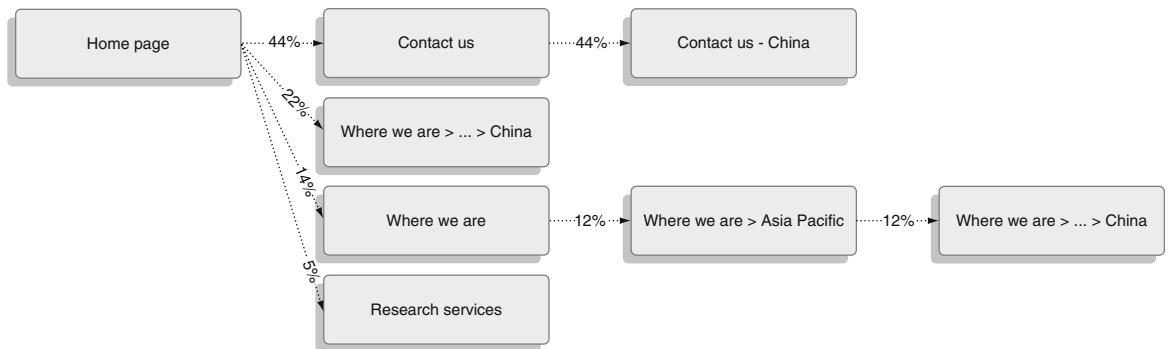 Home page
44%
Contact us
44%
Contact us - China
22%
Where we are > ... > China
14%
Where we are
12%
Where we are > Asia Pacific
12%
Where we are > ... > China
5%
Research services